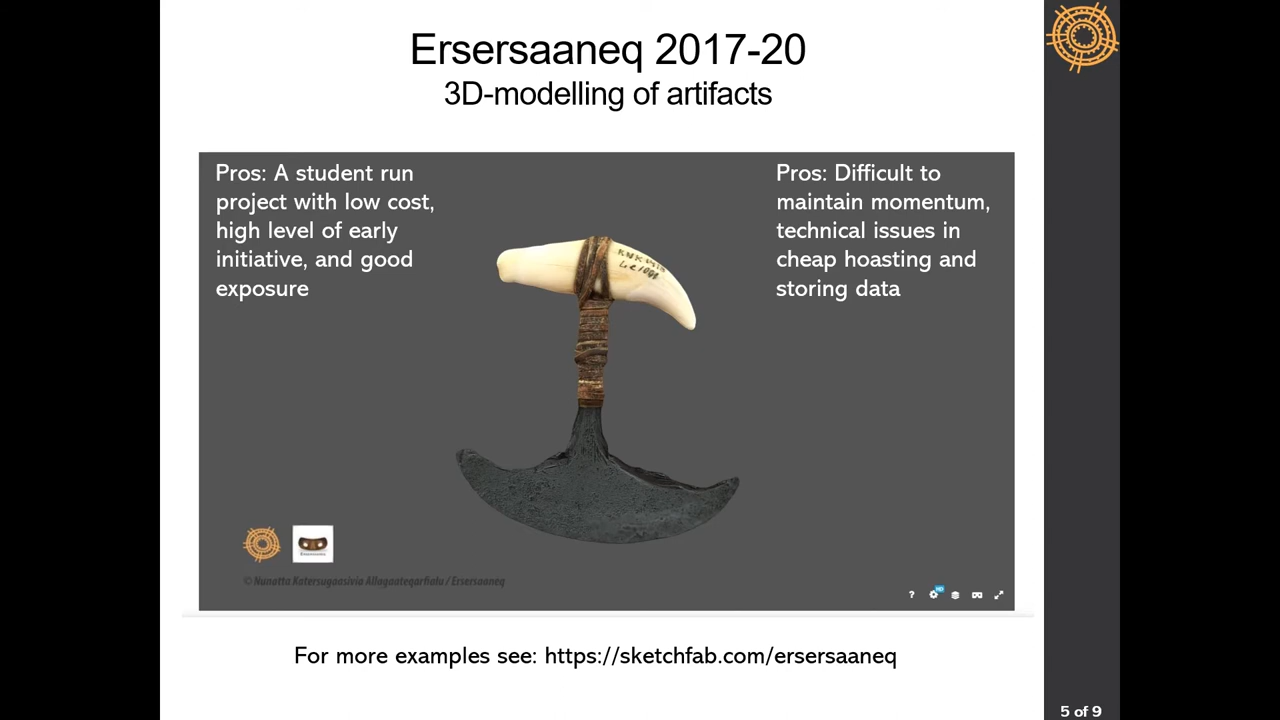 Ersersaaneq 2017-20
3D-modelling of artifacts
Pros: A student run
project with low cost,
high level of early
initiative, and good
exposure
Pros: Difficult to
maintain momentum,
technical issues in
cheap hoasting and
storing data
© Nunatta Katersugaasivia Allagaateqarfialu / Ersersaaneq
?
HD
For more examples see: https://sketchfab.com/ersersaaneq
5 of 9